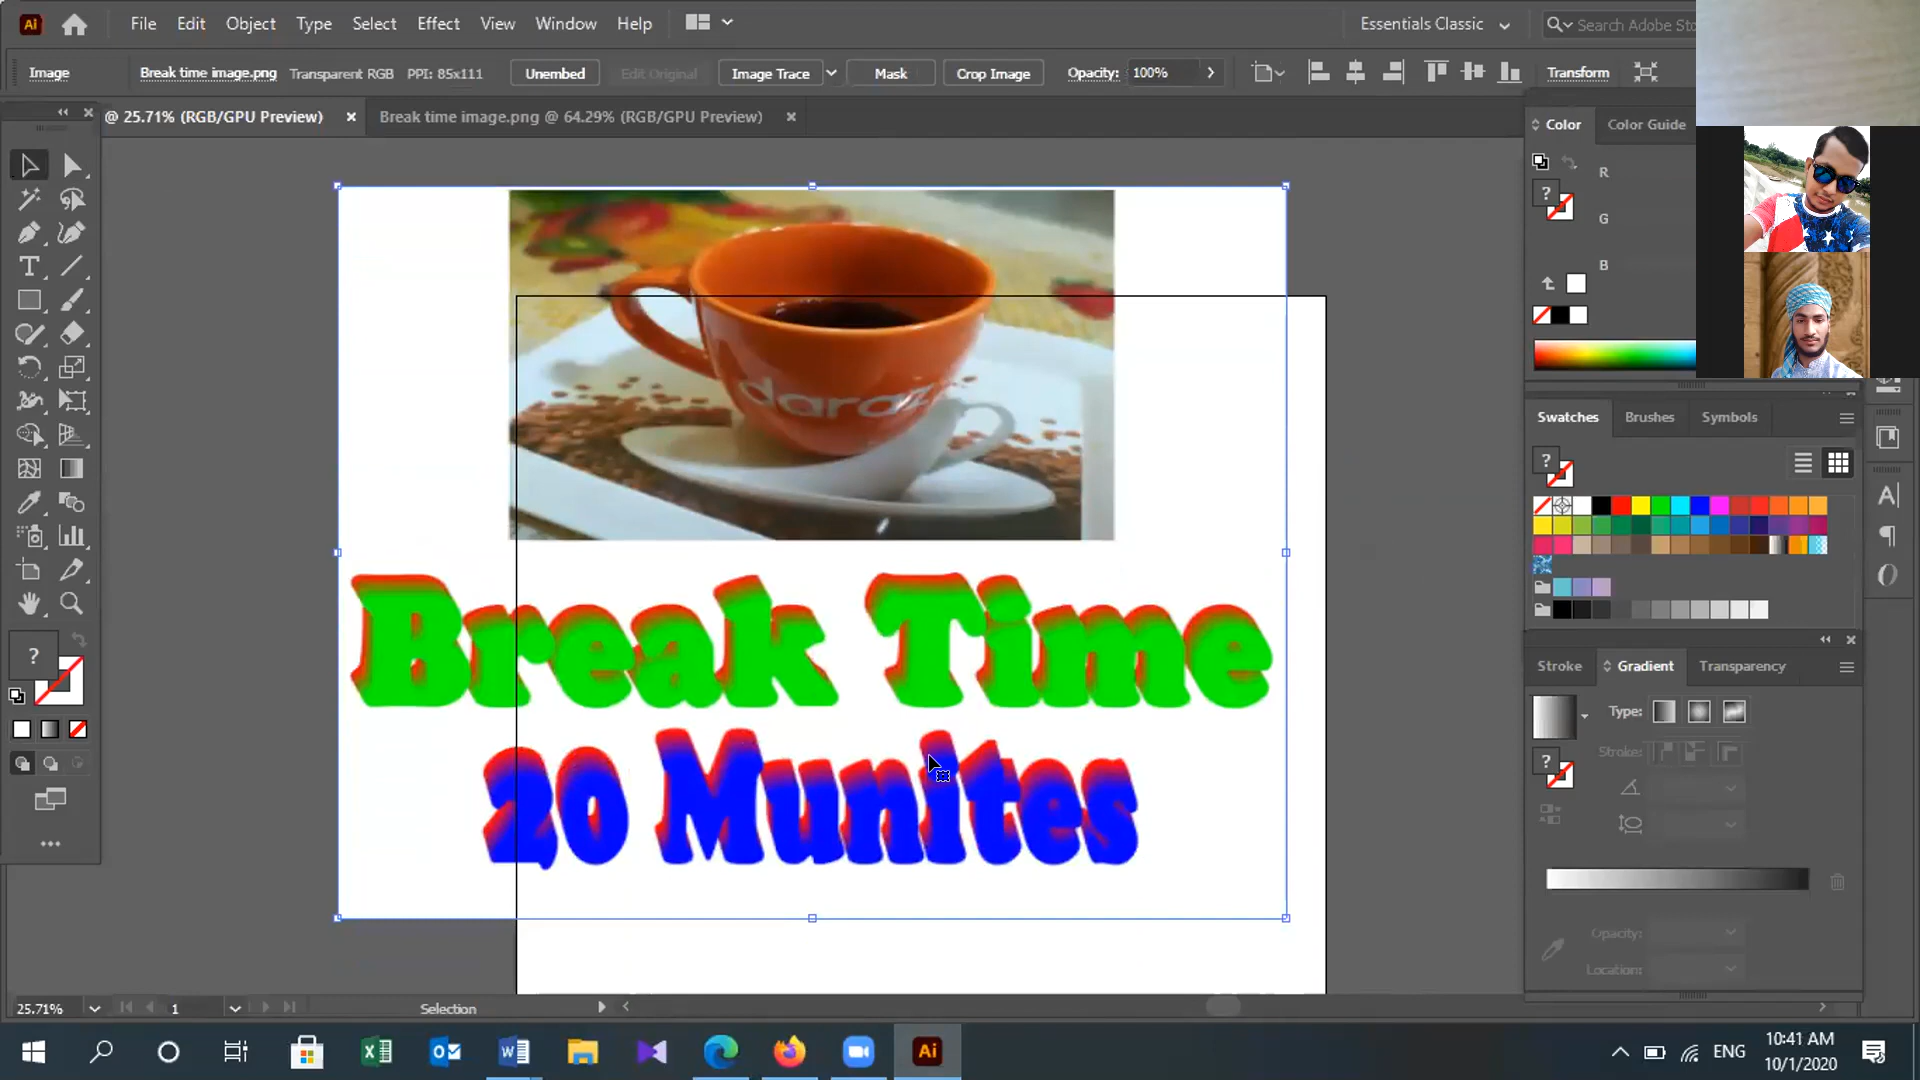 Ai File Edit Object Type Select Effect View Window Help Essentials Classic Search Adobe Sto
Image Break time image.png Transparent RGB PPI: 85x111 Unembed Edit Original Image Trace Mask Crop Image Opacity: 100% Transform
@ 25.71% (RGB/GPU Preview) × Break time image.png @ 64.29% (RGB/GPU Preview) ×
Color Color Guide
R
G
B
daraz
Swatches Brushes Symbols
Break Time
20 Munites
Stroke Gradient Transparency
Type:
Stroke:
Opacity:
Location:
25.71% 1 Selection
ENG 10:41 AM
10/1/2020